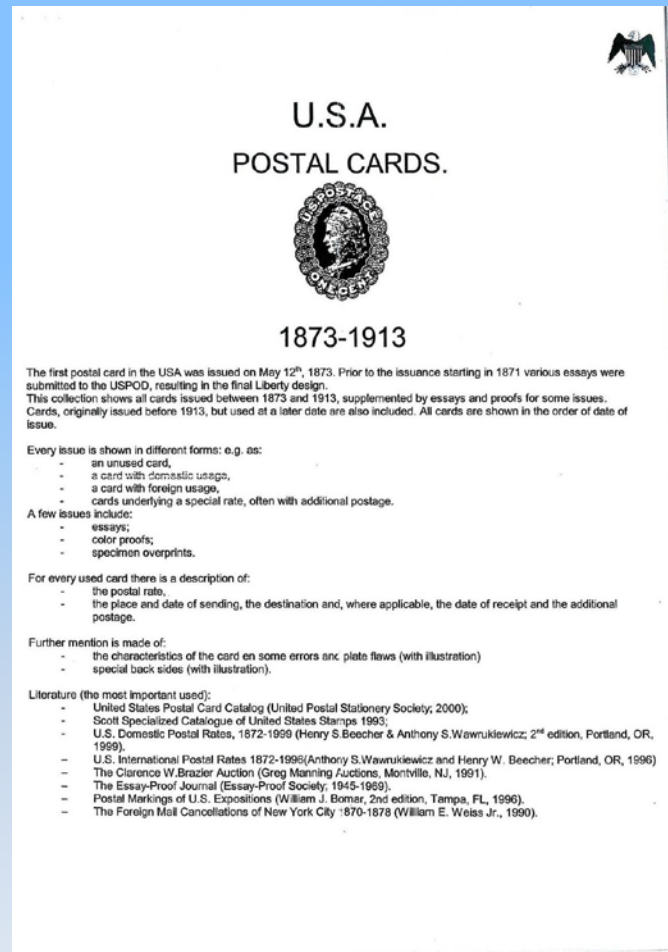 U.S.A.
POSTAL CARDS.
U.S. POSTAGE
ONE CENT
1873-1913
The first postal card in the USA was issued on May 12th, 1873. Prior to the issuance starting in 1871 various essays were
submitted to the USPOD, resulting in the final Liberty design.
This collection shows all cards issued between 1873 and 1913, supplemented by essays and proofs for some issues.
Cards, originally issued before 1913, but used at a later date are also included. All cards are shown in the order of date of
issue.
Every issue is shown in different forms: e.g. as:
- an unused card,
- a card with domestic usage,
- a card with foreign usage,
- cards underlying a special rate, often with additional postage.
A few issues include:
- essays;
- color proofs;
- specimen overprints.
For every used card there is a description of:
- the postal rate,
- the place and date of sending, the destination and, where applicable, the date of receipt and the additional
postage.
Further mention is made of:
- the characteristics of the card en some errors and plate flaws (with illustration)
- special back sides (with illustration).
Literature (the most important used):
- United States Postal Card Catalog (United Postal Stationery Society; 2000);
- Scott Specialized Catalogue of United States Stamps 1993;
- U.S. Domestic Postal Rates, 1872-1999 (Henry S.Beecher & Anthony S.Wawrukiewicz; 2nd edition, Portland, OR,
1999).
- U.S. International Postal Rates 1872-1996(Anthony S.Wawrukiewicz and Henry W. Beecher; Portland, OR, 1996)
- The Clarence W.Brazier Auction (Greg Manning Auctions, Montville, NJ, 1991).
- The Essay-Proof Journal (Essay-Proof Society; 1945-1969).
- Postal Markings of U.S. Expositions (William J. Bomar, 2nd edition, Tampa, FL, 1996).
- The Foreign Mail Cancellations of New York City 1870-1878 (William E. Weiss Jr., 1990).